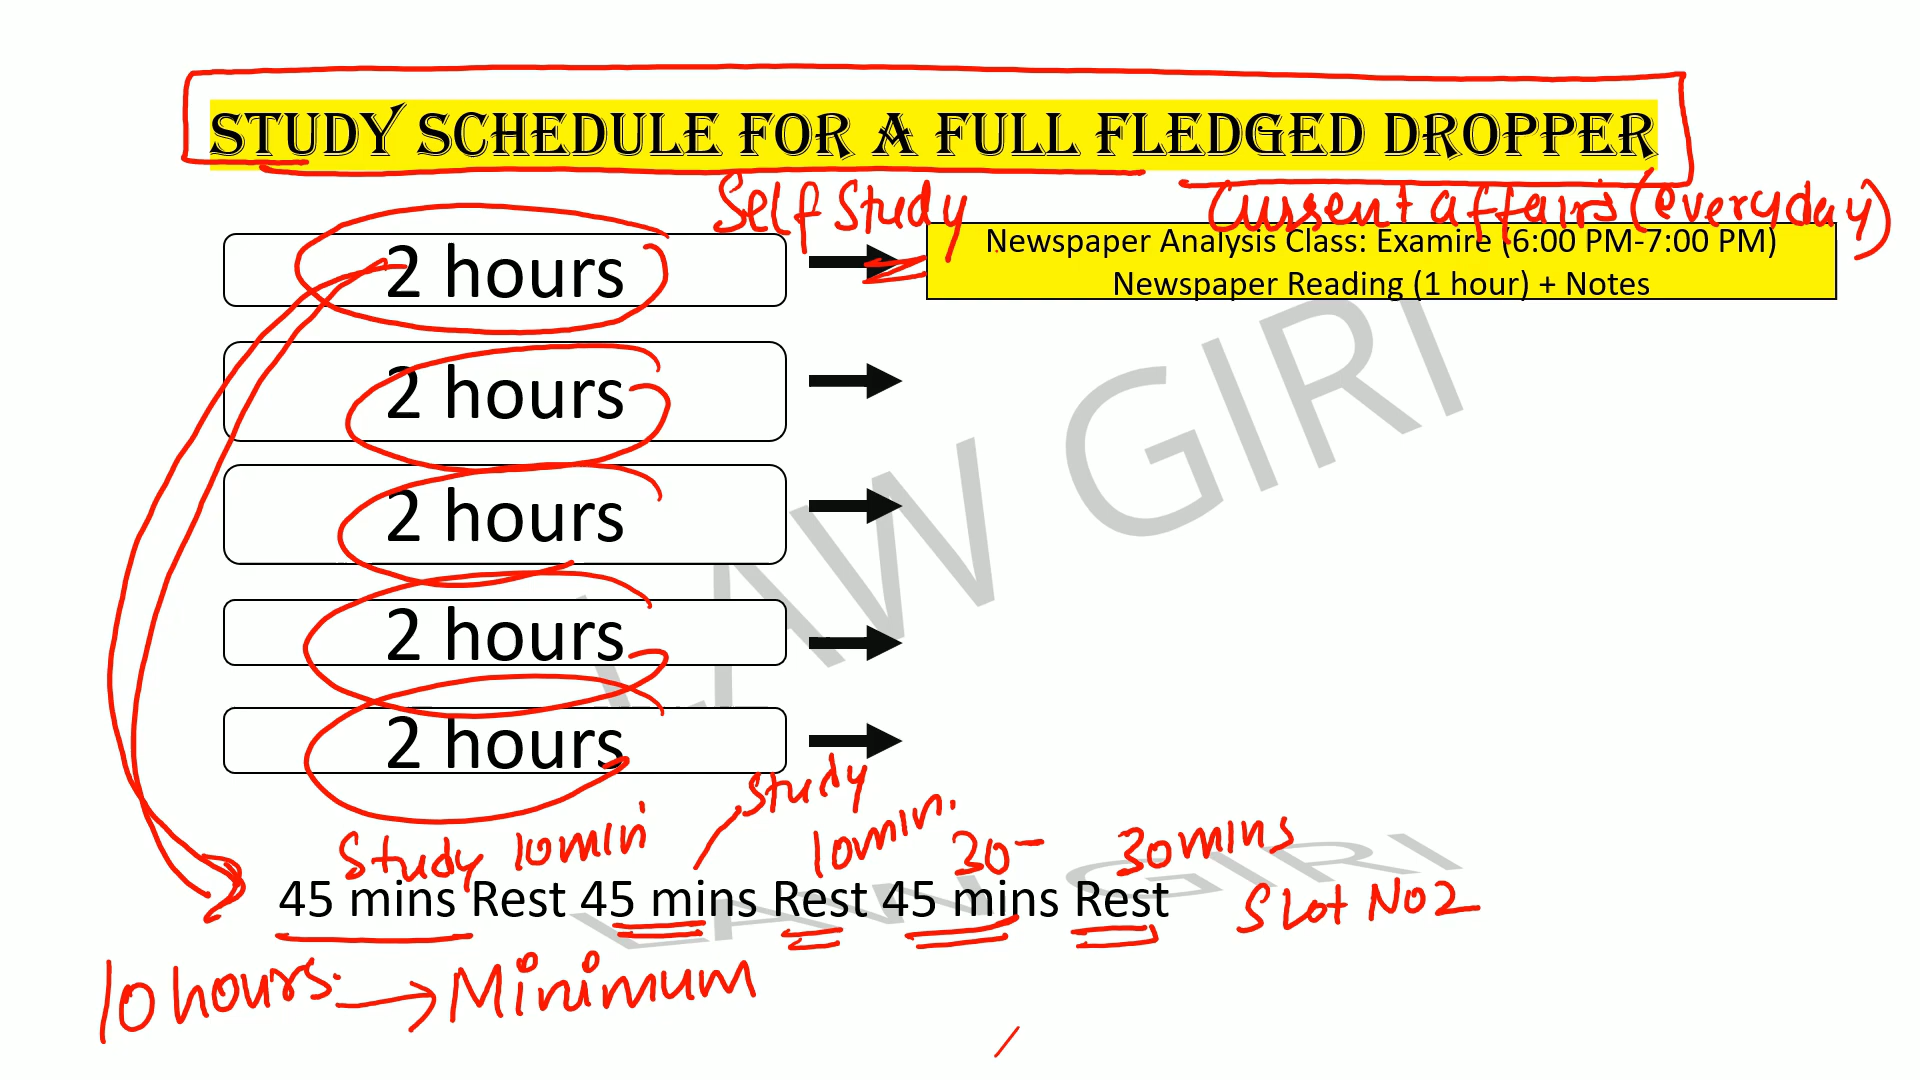 STUDY SCHEDULE FOR A FULL FLEDGED DROPPER
Self Study
Current affairs (everyday)
2 hours
Newspaper Analysis Class: Examire (6:00 PM-7:00 PM)
Newspaper Reading (1 hour) + Notes
2 hours
2 hours
2 hours
2 hours
LAW GIRI
Study 10min Study 10min. 30- 30mins
45 mins Rest 45 mins Rest 45 mins Rest Slot No2
LAW GIRI
10 hours. → Minimum